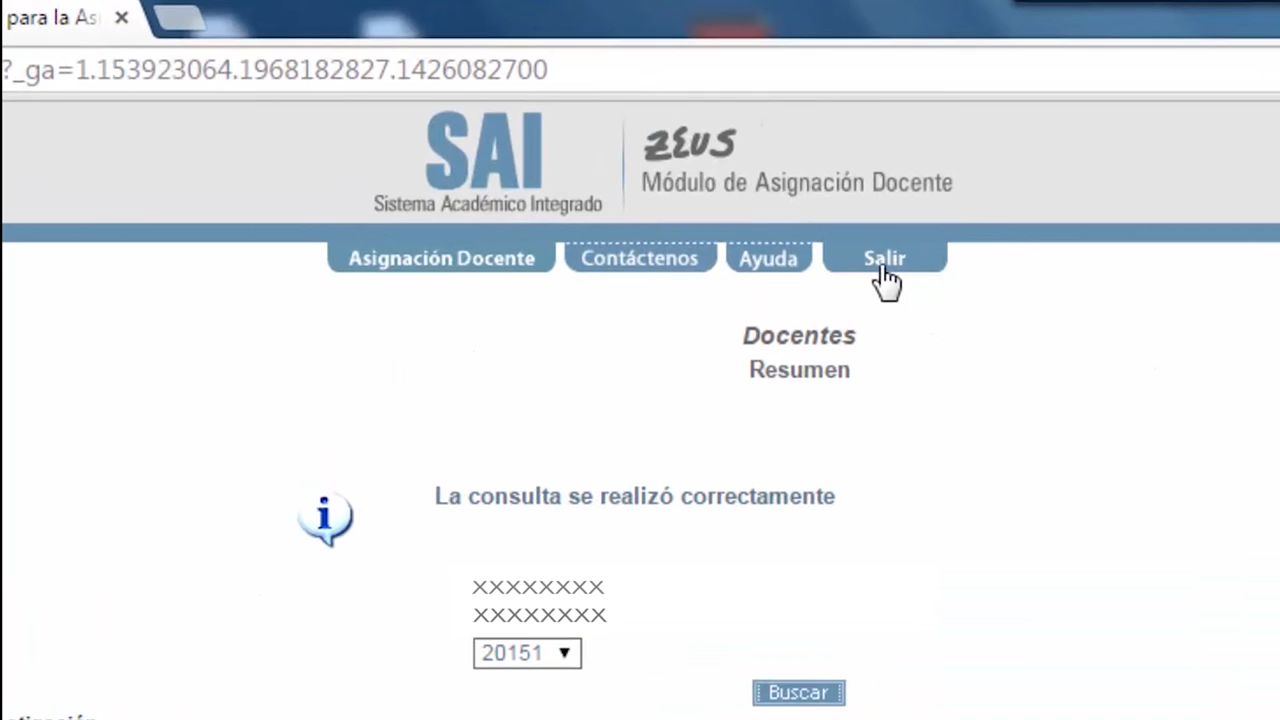 para la As
?_ga=1.153923064.1968182827.1426082700
SAI
Sistema Académico Integrado
ZEUS
Módulo de Asignación Docente
Asignación Docente Contáctenos Ayuda Salir
Docentes
Resumen
La consulta se realizó correctamente
XXXXXXXX
XXXXXXXX
20151
Buscar